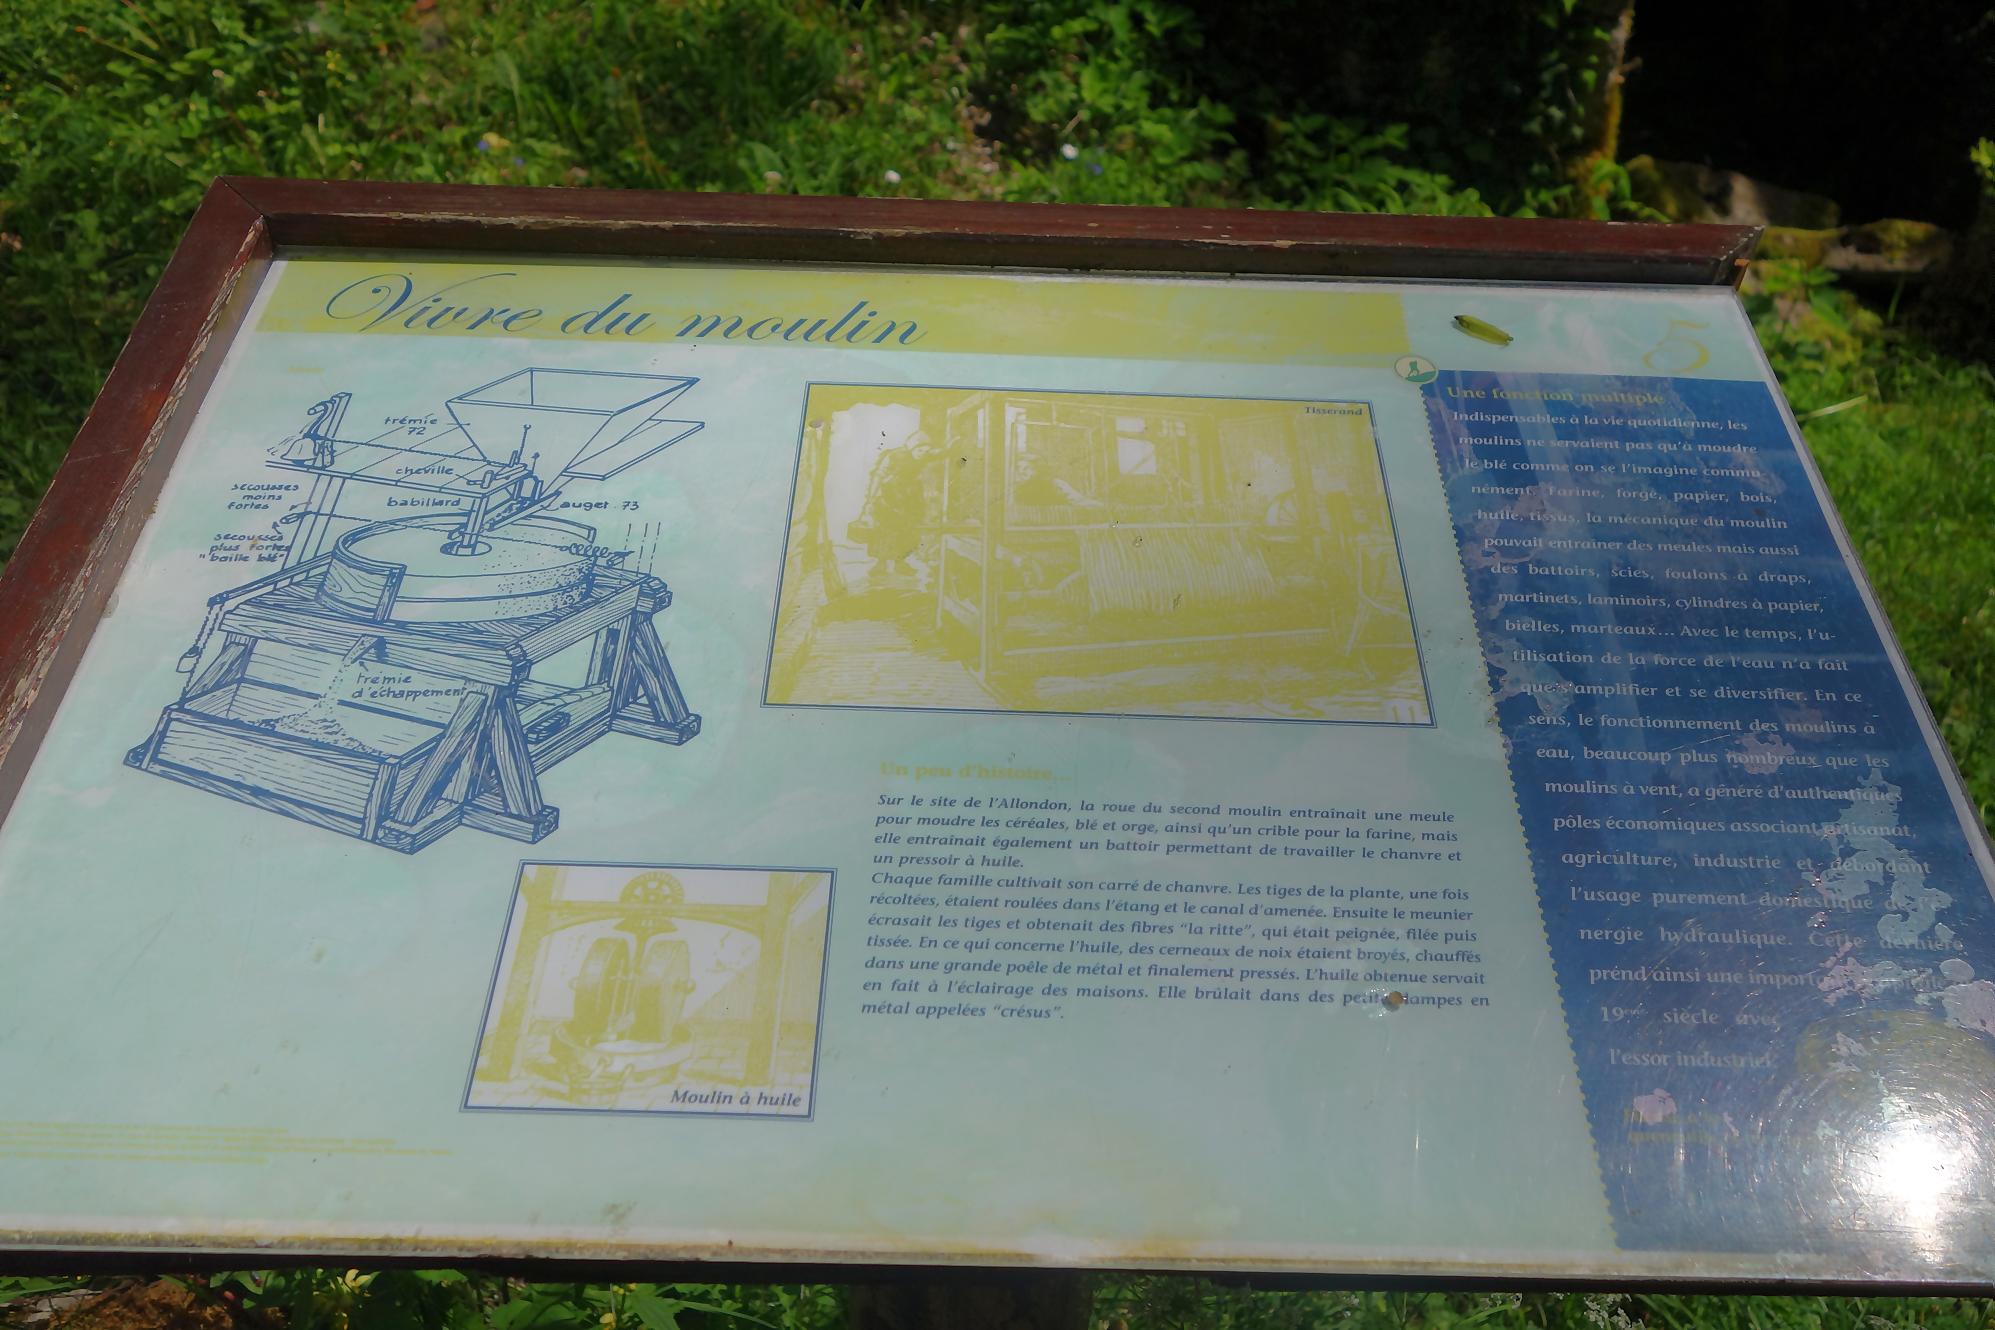 Vivre du moulin
5
trémie
72
cheville
babillard
auget 73
secousses
moins
fortes
secousses
plus fortes
"baille blé"
trémie
d'échappement
Tisserand
Un peu d'histoire...
Sur le site de l'Allondon, la roue du second moulin entraînait une meule
pour moudre les céréales, blé et orge, ainsi qu'un crible pour la farine, mais
elle entraînait également un battoir permettant de travailler le chanvre et
un pressoir à huile.
Chaque famille cultivait son carré de chanvre. Les tiges de la plante, une fois
récoltées, étaient roulées dans l'étang et le canal d'amenée. Ensuite le meunier
écrasait les tiges et obtenait des fibres "la ritte", qui était peignée, filée puis
tissée. En ce qui concerne l'huile, des cerneaux de noix étaient broyés, chauffés
dans une grande poêle de métal et finalement pressés. L'huile obtenue servait
en fait à l'éclairage des maisons. Elle brûlait dans des petites lampes en
métal appelées "crésus".
Moulin à huile
Une fonction multiple
Indispensables à la vie quotidienne, les
moulins ne servaient pas qu'à moudre
le blé comme on se l'imagine commu-
nément. Farine, forge, papier, bois,
huile, tissus, la mécanique du moulin
pouvait entraîner des meules mais aussi
des battoirs, scies, foulons à draps,
martinets, laminoirs, cylindres à papier,
bielles, marteaux... Avec le temps, l'u-
tilisation de la force de l'eau n'a fait
que s'amplifier et se diversifier. En ce
sens, le fonctionnement des moulins à
eau, beaucoup plus nombreux que les
moulins à vent, a généré d'authentiques
pôles économiques associant artisanat,
agriculture, industrie et débordant
l'usage purement domestique de l'é-
nergie hydraulique. Cette dernière
prend ainsi une
19ème siècle avec
l'essor industriel.